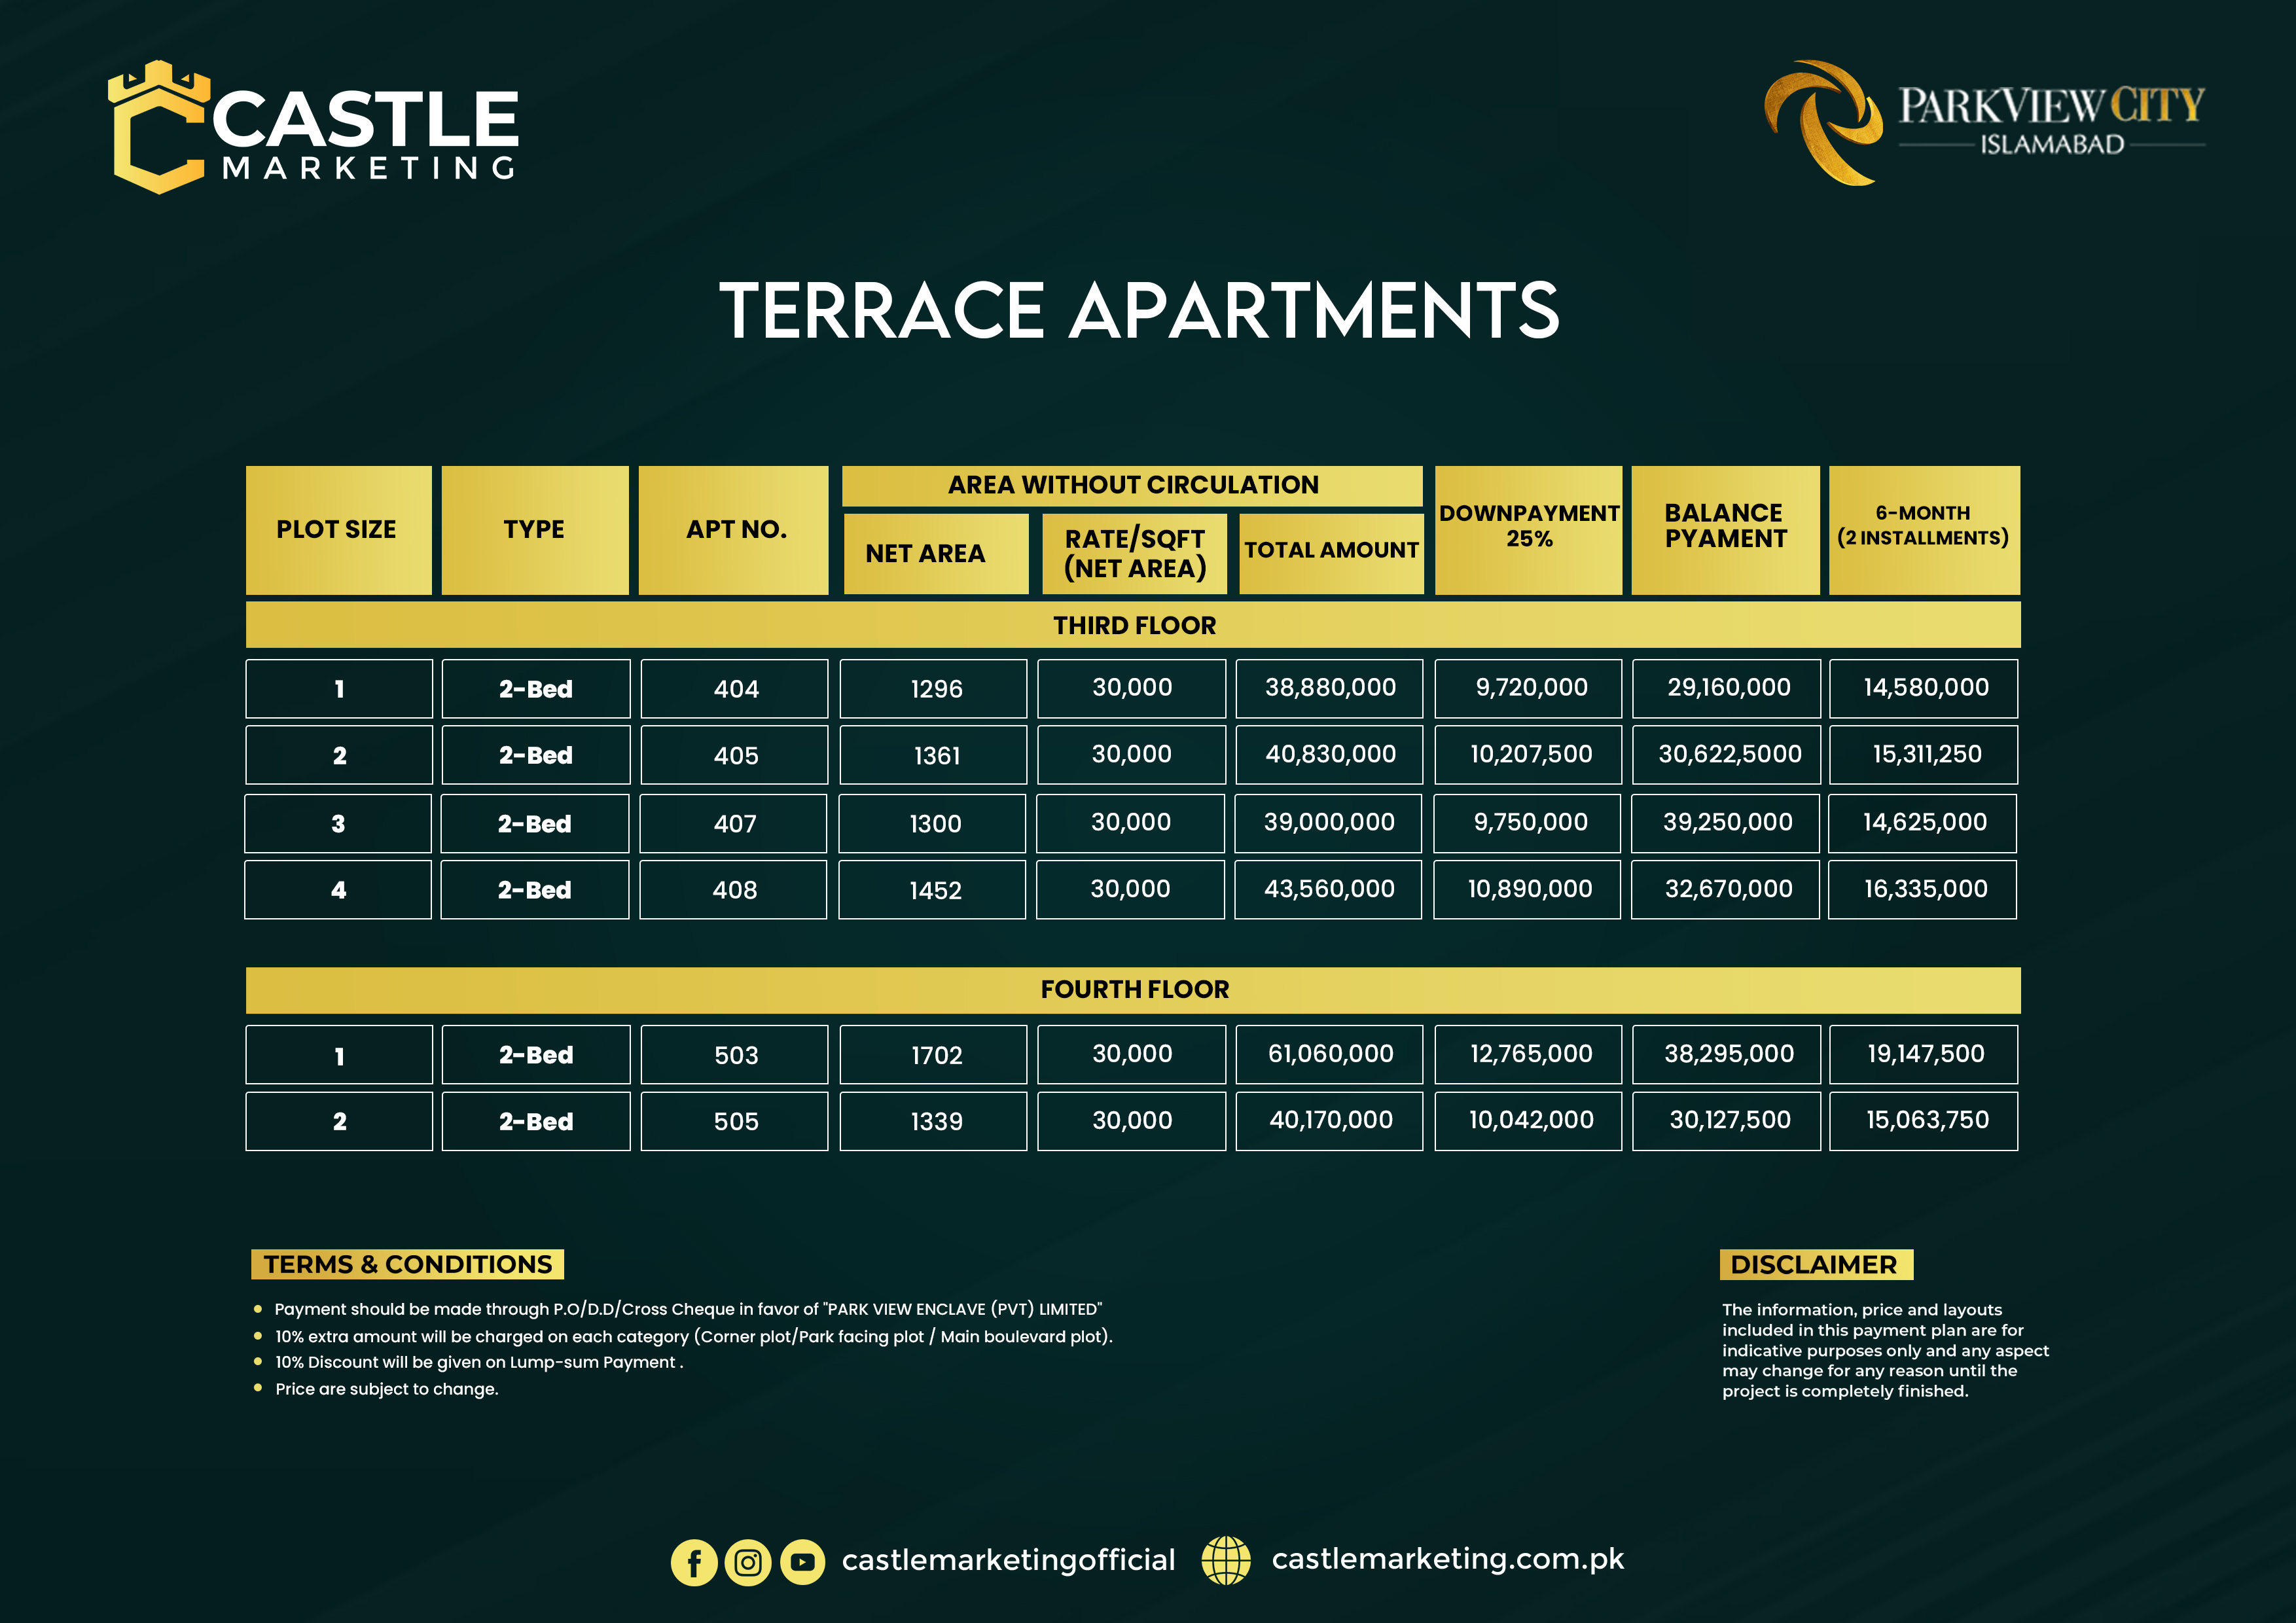 CASTLE
MARKETING
PARKVIEW CITY
ISLAMABAD
TERRACE APARTMENTS
PLOT SIZE
TYPE
APT NO.
AREA WITHOUT CIRCULATION
NET AREA
RATE/SQFT
(NET AREA)
TOTAL AMOUNT
DOWNPAYMENT
25%
BALANCE
PYAMENT
6-MONTH
(2 INSTALLMENTS)
THIRD FLOOR
1 2-Bed 404 1296 30,000 38,880,000 9,720,000 29,160,000 14,580,000
2 2-Bed 405 1361 30,000 40,830,000 10,207,500 30,622,5000 15,311,250
3 2-Bed 407 1300 30,000 39,000,000 9,750,000 39,250,000 14,625,000
4 2-Bed 408 1452 30,000 43,560,000 10,890,000 32,670,000 16,335,000
FOURTH FLOOR
1 2-Bed 503 1702 30,000 61,060,000 12,765,000 38,295,000 19,147,500
2 2-Bed 505 1339 30,000 40,170,000 10,042,000 30,127,500 15,063,750
TERMS & CONDITIONS
• Payment should be made through P.O/D.D/Cross Cheque in favor of "PARK VIEW ENCLAVE (PVT) LIMITED"
• 10% extra amount will be charged on each category (Corner plot/Park facing plot / Main boulevard plot).
• 10% Discount will be given on Lump-sum Payment .
• Price are subject to change.
DISCLAIMER
The information, price and layouts
included in this payment plan are for
indicative purposes only and any aspect
may change for any reason until the
project is completely finished.
castlemarketingofficial
castlemarketing.com.pk